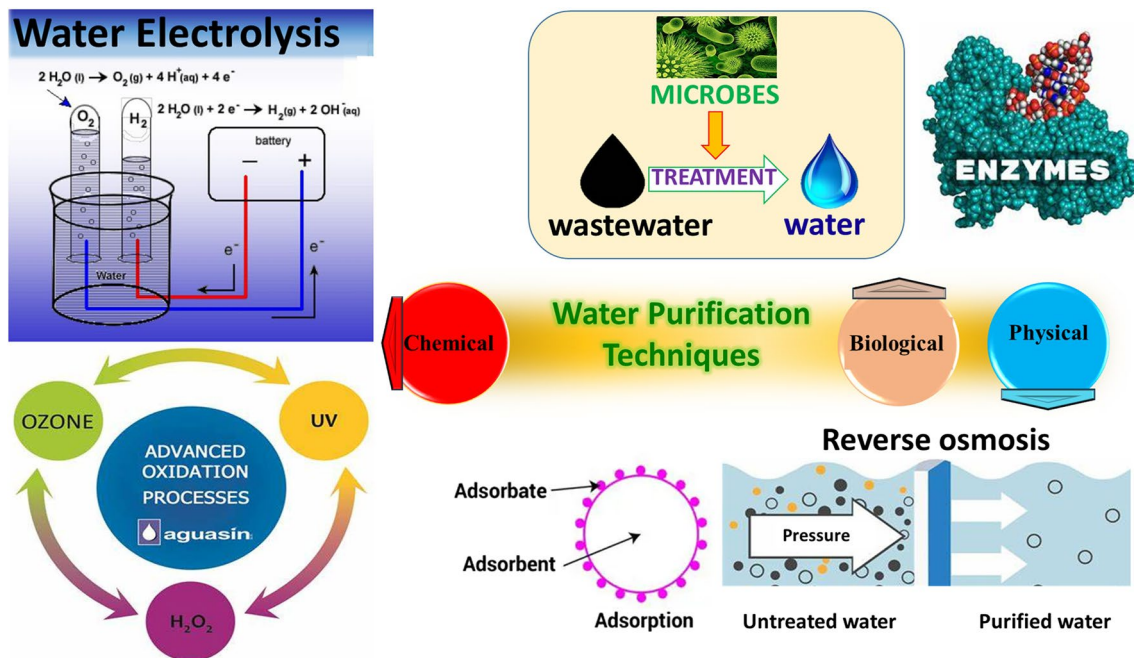 Water Electrolysis
2 H₂O (l) → O₂(g) + 4 H⁺(aq) + 4 e⁻
2 H₂O (l) + 2 e⁻ → H₂(g) + 2 OH⁻(aq)
O₂
H₂
battery
− +
e⁻
e⁻
Water
MICROBES
TREATMENT
wastewater
water
ENZYMES
Chemical
Water Purification
Techniques
Biological
Physical
OZONE
UV
ADVANCED
OXIDATION
PROCESSES
aguasin
H₂O₂
Adsorbate
Adsorbent
Adsorption
Reverse osmosis
Pressure
Untreated water
Purified water